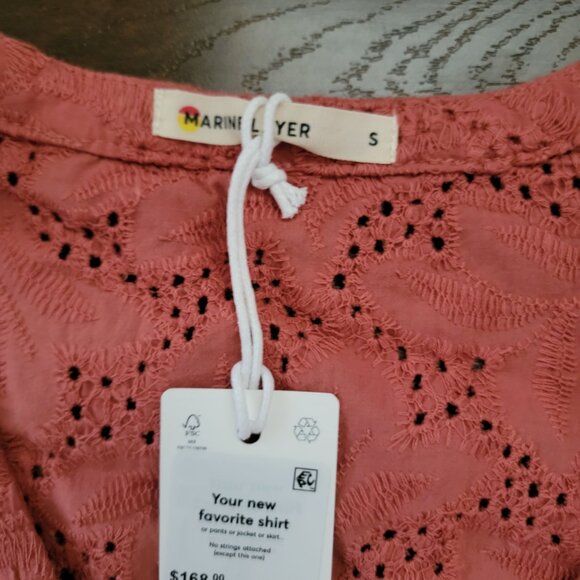 MARINE LAYER S
FSC
Your new
favorite shirt
or pants or jacket or skirt...
No strings attached
(except this one)
$168.00